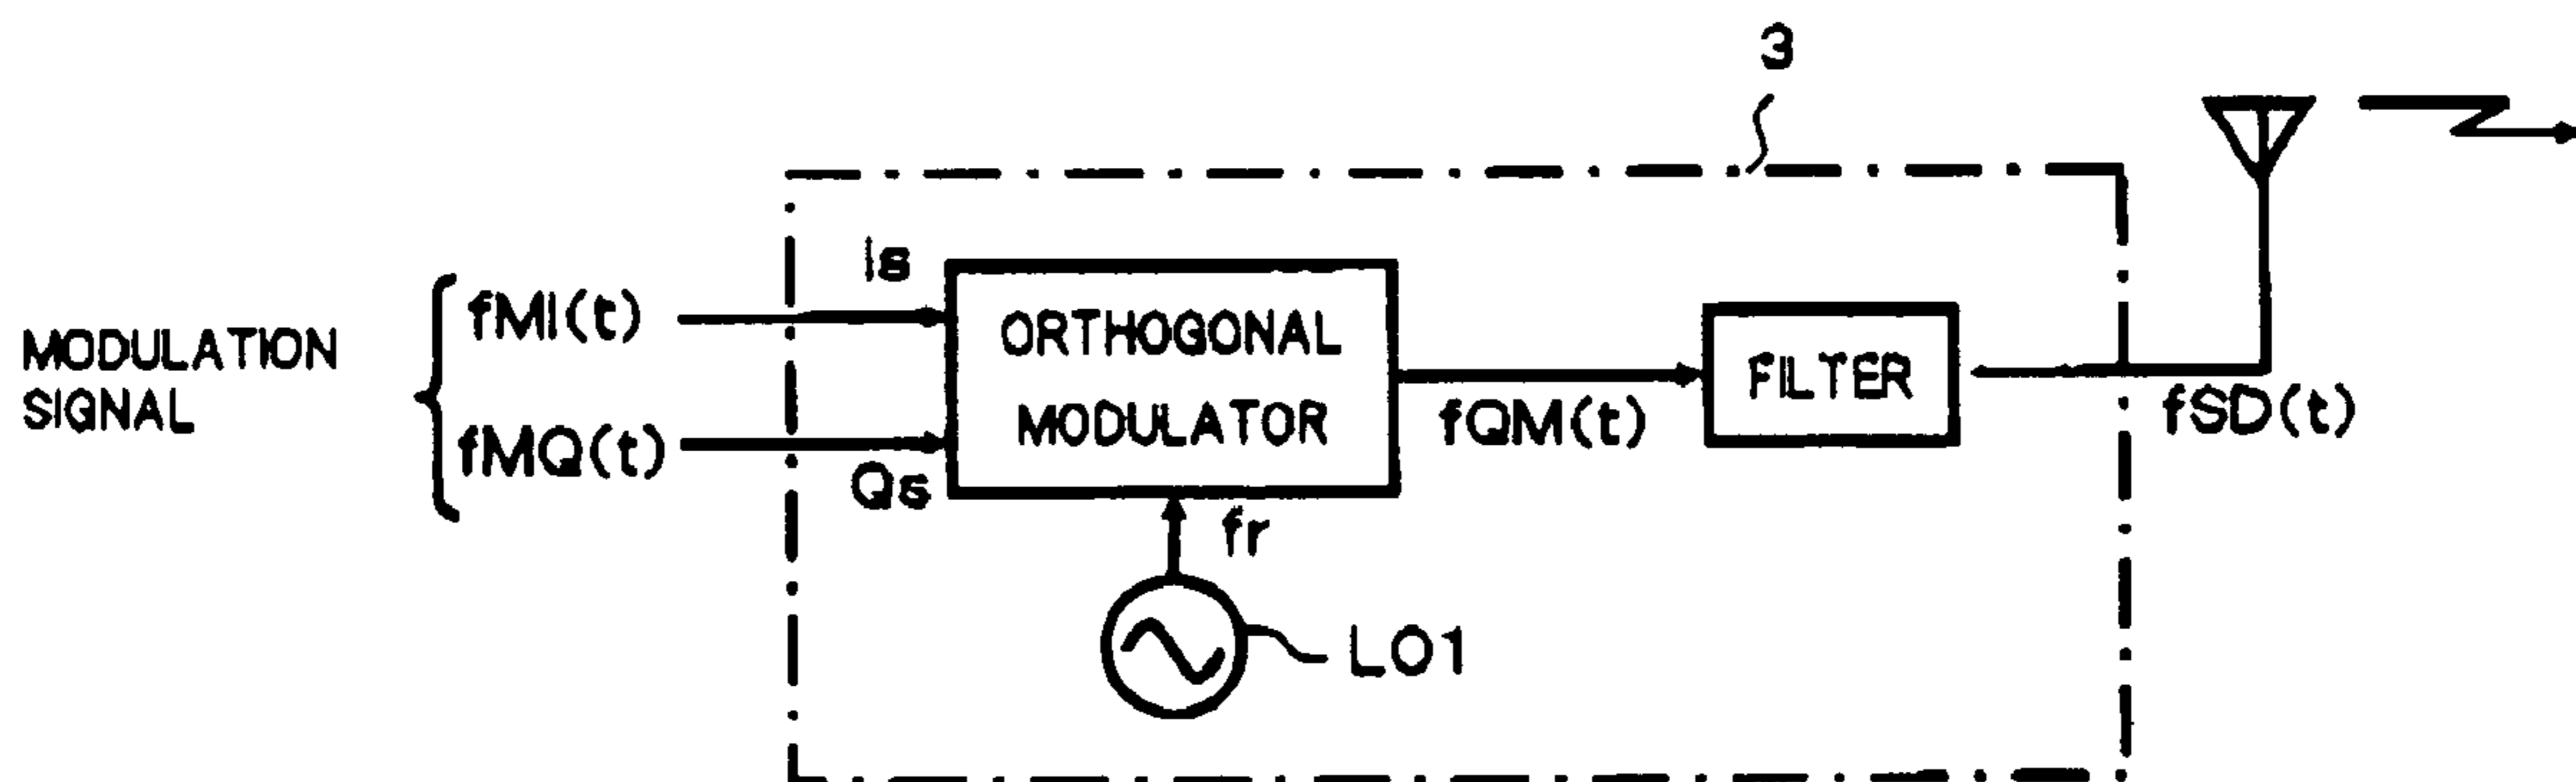 3
MODULATION
SIGNAL
fMI(t)
fMQ(t)
Is
Qs
ORTHOGONAL
MODULATOR
fr
LO1
fQM(t)
FILTER
fSD(t)